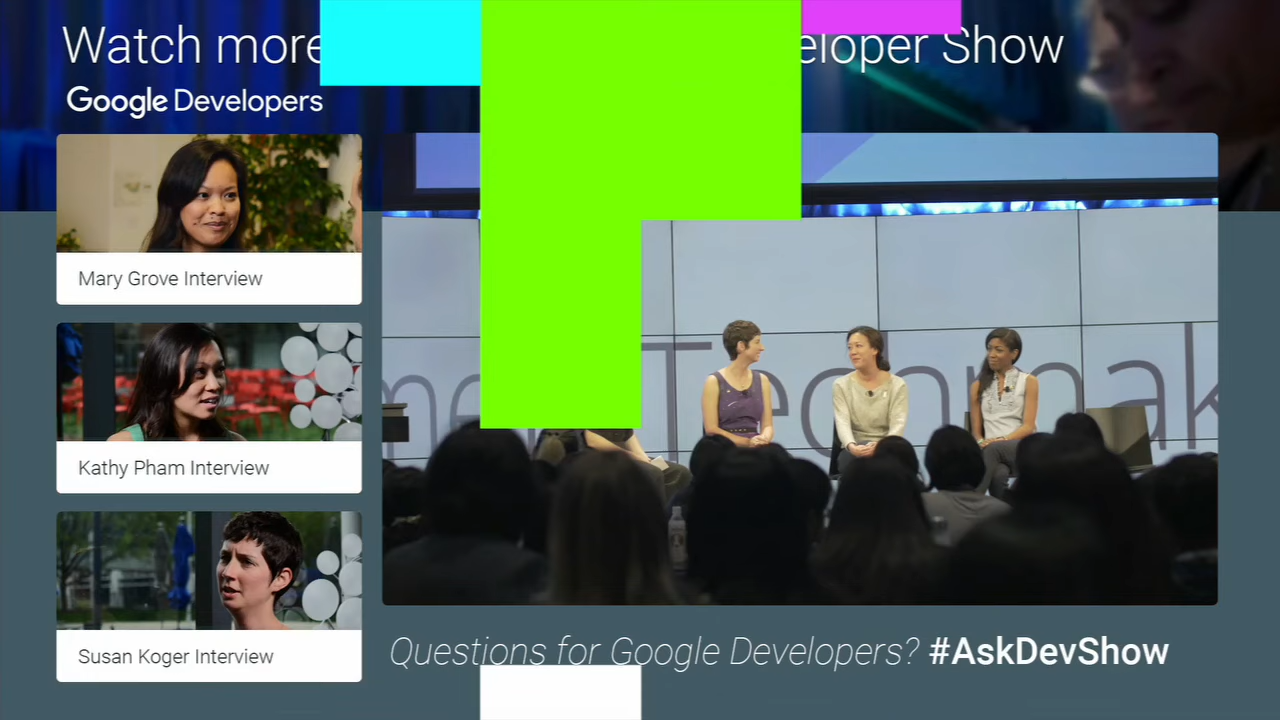 Watch more
eloper Show
Google Developers
Mary Grove Interview
Kathy Pham Interview
Susan Koger Interview
Techmak
Questions for Google Developers? #AskDevShow